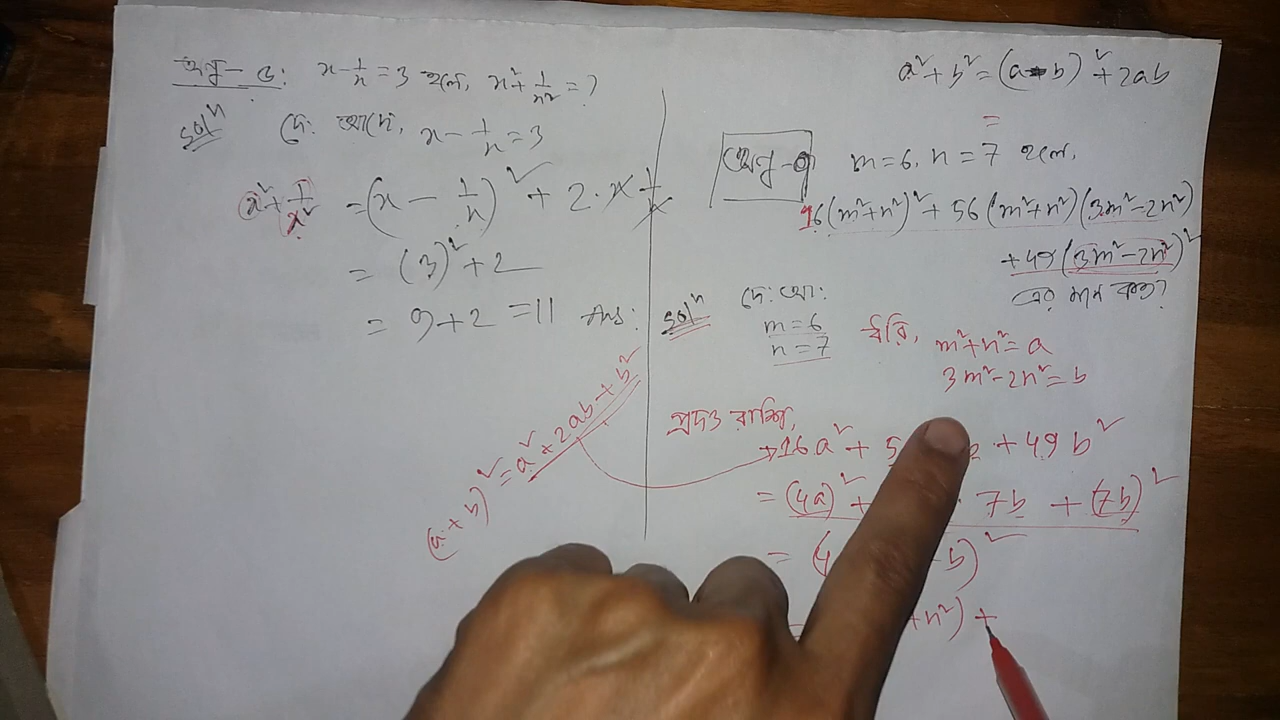 অনু-৩: x-1/x=3 হলে, x²+1/x²=?
solⁿ
দে: আছে, x-1/x=3
x²+1/x² = (x - 1/x)² + 2·x·1/x
= (3)²+2
= 9+2 =11 Ans:
(a+b)²=a²+2ab+b²
a²+b²=(a-b)²+2ab
=
অনু-৭ m=6, n=7 হলে,
16(m²+n²)²+56(m²+n²)(3m²-2n²)
+49(3m²-2n²)²
এর মান কত?
solⁿ দে: আ:
m=6
n=7
ধরি, m²+n²=a
3m²-2n²=b
প্রদত্ত রাশি,
16a²+5 +49b²
= (4a)²+ · 7b + (7b)²
= (4 b)²
+n²) +